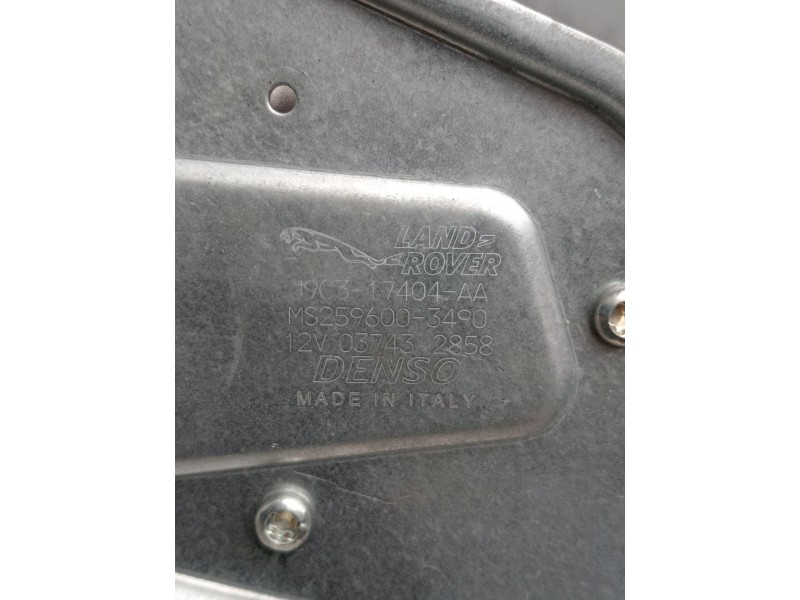 LAND
ROVER
J9C3-17404-AA
MS259600-3490
12V 03743 2858
DENSO
MADE IN ITALY